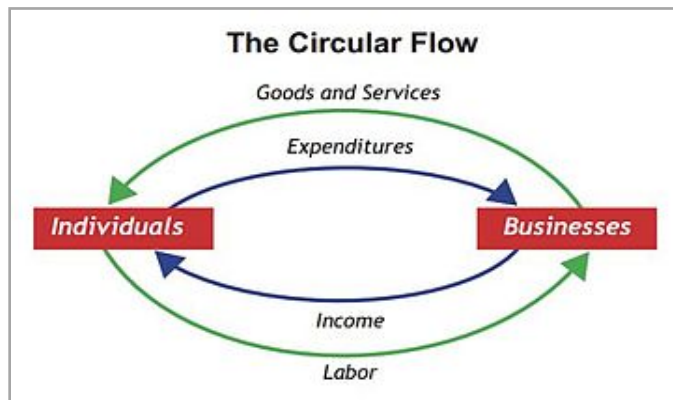 The Circular Flow
Goods and Services
Expenditures
Individuals
Businesses
Income
Labor